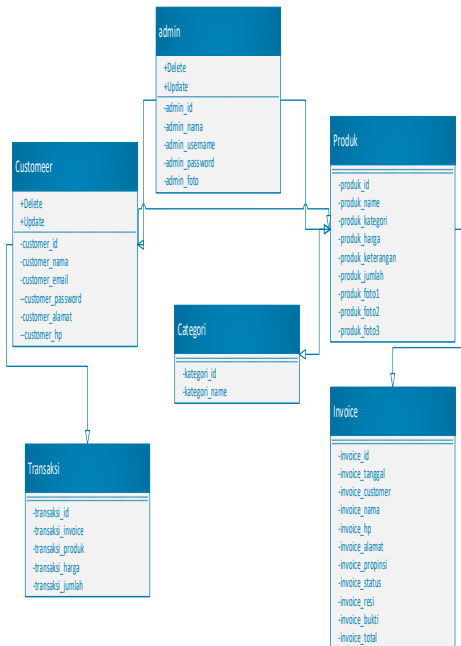 admin
+Delete
+Update
-admin_id
-admin_nama
-admin_username
-admin_password
-admin_foto
Customeer
+Delete
+Update
-customer_id
-customer_nama
-customer_email
--customer_password
-customer_alamat
--customer_hp
Produk
-produk_id
-produk_name
-produk_kategori
-produk_harga
-produk_keterangan
-produk_jumlah
-produk_foto1
-produk_foto2
-produk_foto3
Categori
-kategori_id
-kategori_name
Transaksi
-transaksi_id
-transaksi_invoice
-transaksi_produk
-transaksi_harga
-transaksi_jumlah
Invoice
-invoice_id
-invoice_tanggal
-invoice_customer
-invoice_nama
-invoice_hp
-invoice_alamat
-invoice_propinsi
-invoice_status
-invoice_resi
-invoice_bukti
-invoice_total